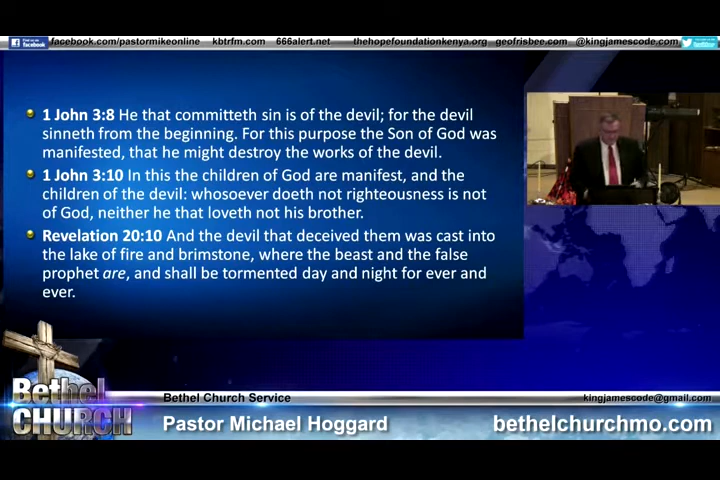 facebook.com/pastormikeonline kbtrfm.com 666alert.net thehopefoundationkenya.org geofrisbee.com @kingjamescode.com
1 John 3:8 He that committeth sin is of the devil; for the devil
sinneth from the beginning. For this purpose the Son of God was
manifested, that he might destroy the works of the devil.
1 John 3:10 In this the children of God are manifest, and the
children of the devil: whosoever doeth not righteousness is not
of God, neither he that loveth not his brother.
Revelation 20:10 And the devil that deceived them was cast into
the lake of fire and brimstone, where the beast and the false
prophet are, and shall be tormented day and night for ever and
ever.
Bethel
CHURCH
Bethel Church Service
kingjamescode@gmail.com
Pastor Michael Hoggard
bethelchurchmo.com